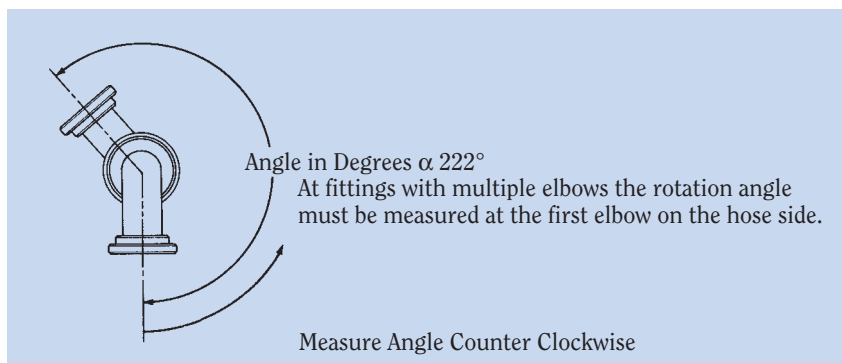 Angle in Degrees α 222°
At fittings with multiple elbows the rotation angle
must be measured at the first elbow on the hose side.
Measure Angle Counter Clockwise